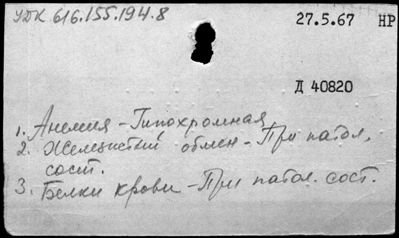 УДК 616.155.194.8
27.5.67 НР
Д 40820
1. Анемия - Гипохромная
2. Железистый обмен - При патол.
сост.
3. Белки крови - При патол. сост.